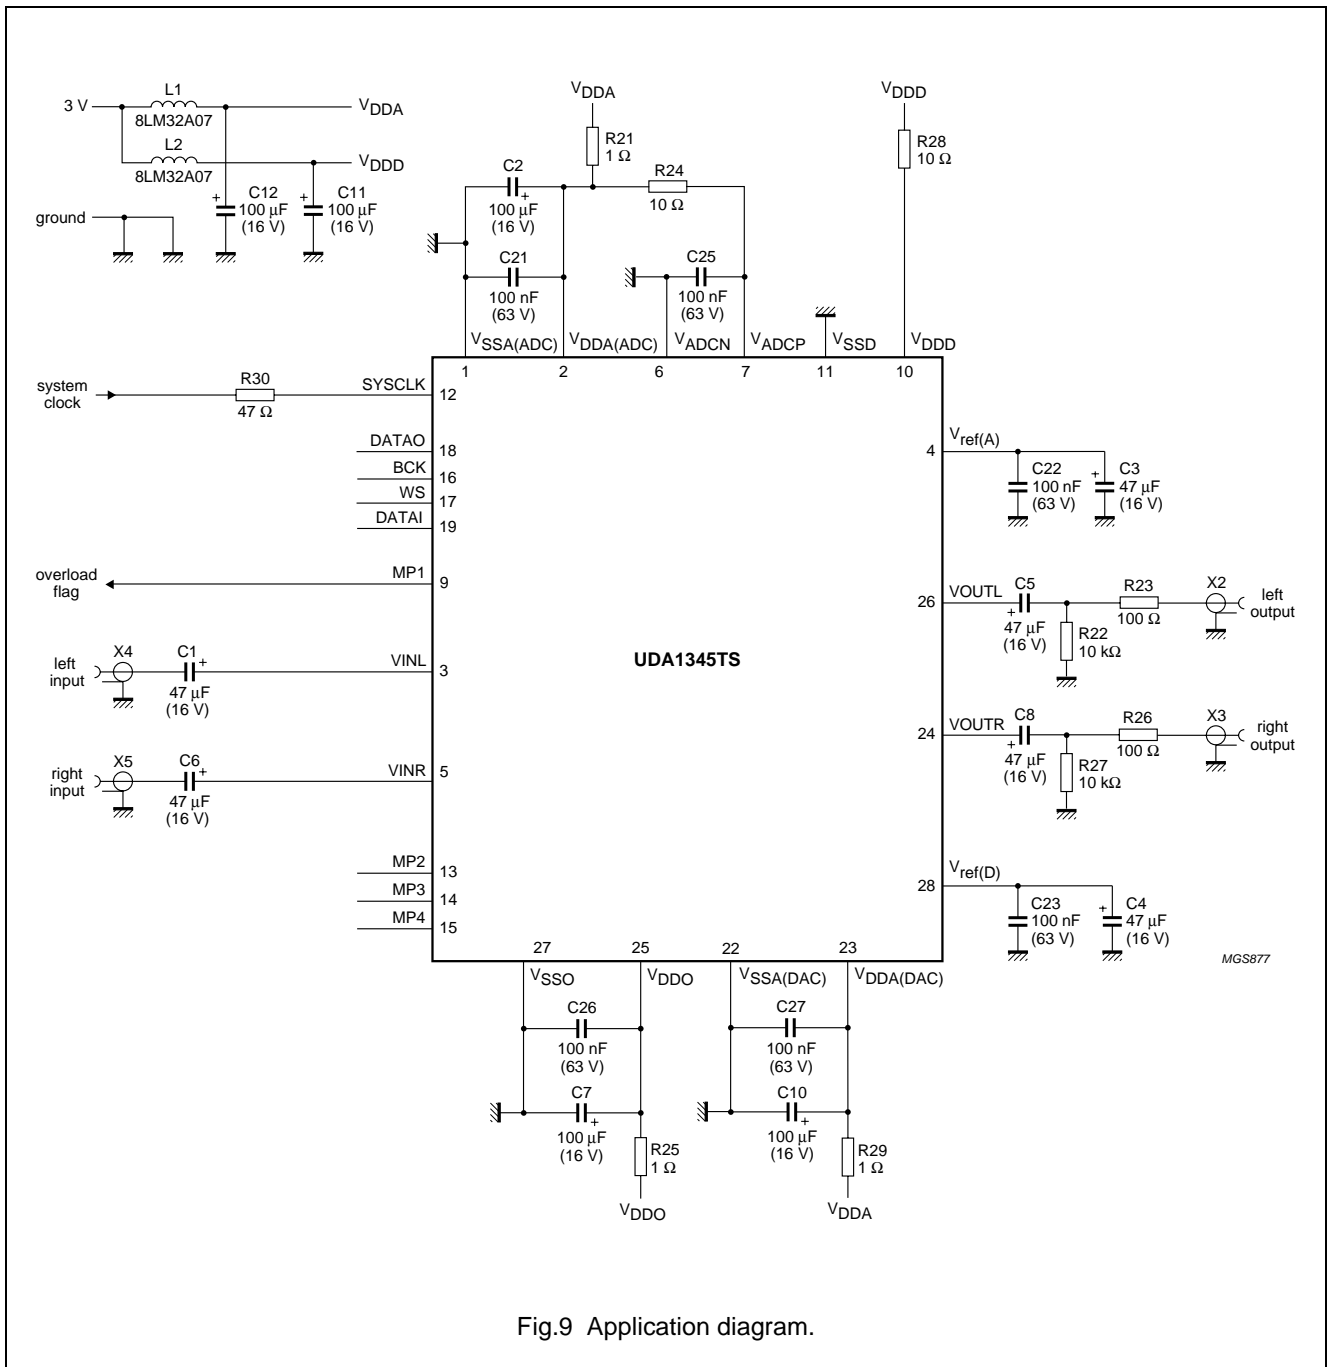 L1
3 V
8LM32A07
VDDA
L2
8LM32A07
VDDD
C12
100 μF
(16 V)
C11
100 μF
(16 V)
ground
VDDA
R21
1 Ω
C2
100 μF
(16 V)
R24
10 Ω
C21
100 nF
(63 V)
C25
100 nF
(63 V)
VDDD
R28
10 Ω
VSSA(ADC)
VDDA(ADC)
VADCN
VADCP
VSSD
VDDD
1
2
6
7
11
10
system
clock
R30
47 Ω
SYSCLK
12
DATAO
18
BCK
16
WS
17
DATAI
19
overload
flag
MP1
9
left
input
X4
C1
+
47 μF
(16 V)
VINL
3
right
input
X5
C6
+
47 μF
(16 V)
VINR
5
MP2
13
MP3
14
MP4
15
UDA1345TS
4
Vref(A)
C22
100 nF
(63 V)
C3
47 μF
(16 V)
26
VOUTL
C5
+
47 μF
(16 V)
R22
10 kΩ
R23
100 Ω
X2
left
output
24
VOUTR
C8
+
47 μF
(16 V)
R27
10 kΩ
R26
100 Ω
X3
right
output
28
Vref(D)
C23
100 nF
(63 V)
C4
47 μF
(16 V)
MGS877
27
25
22
23
VSSO
VDDO
VSSA(DAC)
VDDA(DAC)
C26
100 nF
(63 V)
C27
100 nF
(63 V)
C7
+
100 μF
(16 V)
C10
+
100 μF
(16 V)
R25
1 Ω
R29
1 Ω
VDDO
VDDA
Fig.9 Application diagram.